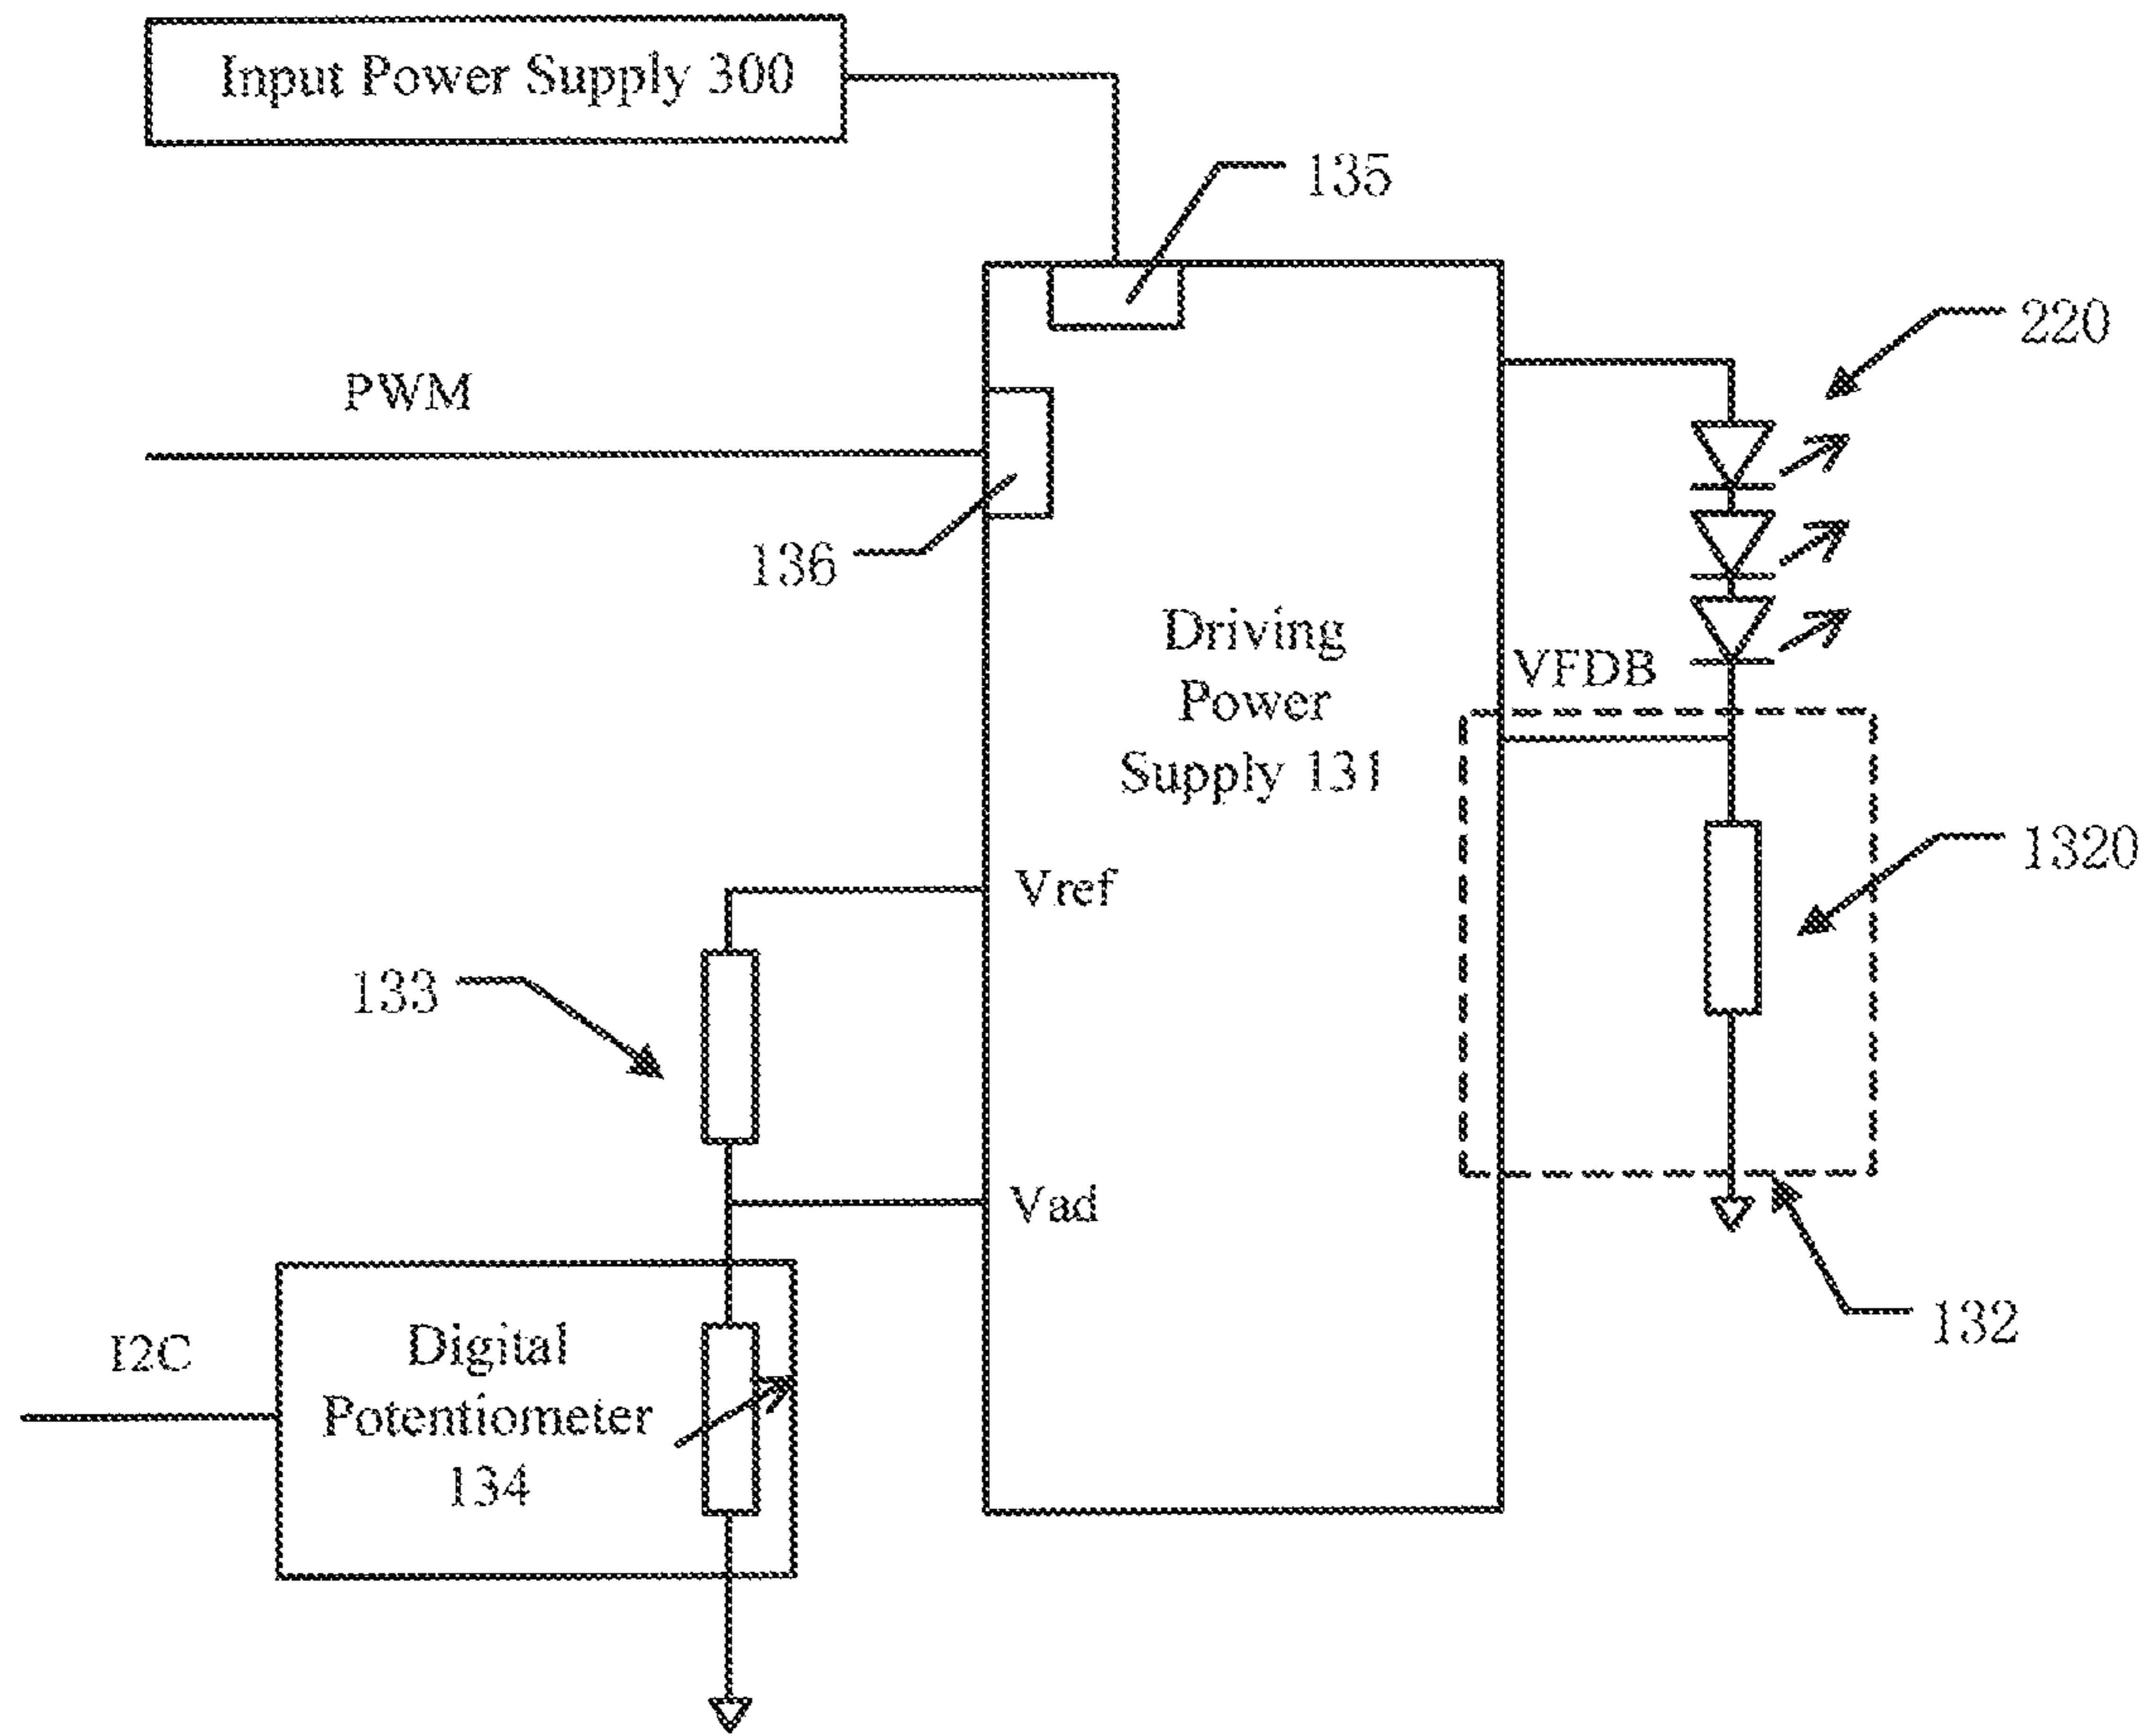 Input Power Supply 300
135
220
PWM
136
Driving
Power
Supply 131
VFDB
1320
Vref
133
Vad
132
I2C
Digital
Potentiometer
134